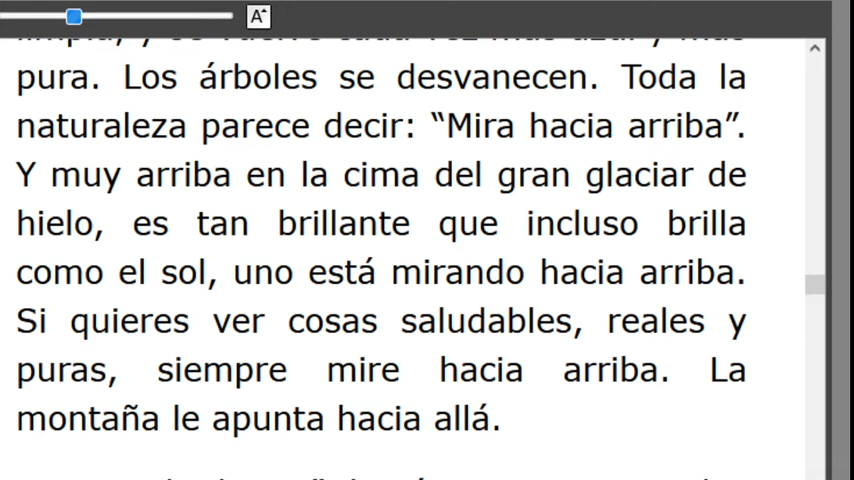 A
pura. Los árboles se desvanecen. Toda la
naturaleza parece decir: “Mira hacia arriba”.
Y muy arriba en la cima del gran glaciar de
hielo, es tan brillante que incluso brilla
como el sol, uno está mirando hacia arriba.
Si quieres ver cosas saludables, reales y
puras, siempre mire hacia arriba. La
montaña le apunta hacia allá.